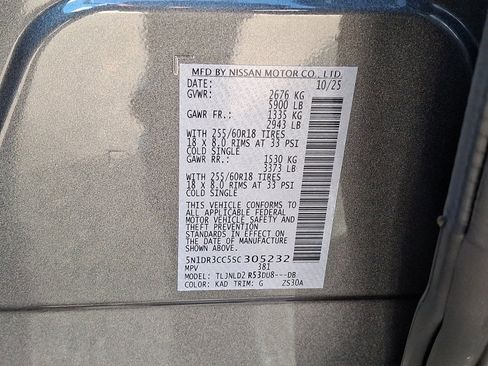 MFD BY NISSAN MOTOR CO., LTD.
DATE: 10/25
GVWR: 2676 KG
5900 LB
GAWR FR.: 1335 KG
2943 LB
WITH 255/60R18 TIRES
18 X 8.0 RIMS AT 33 PSI
COLD SINGLE
GAWR RR.: 1530 KG
3373 LB
WITH 255/60R18 TIRES
18 X 8.0 RIMS AT 33 PSI
COLD SINGLE
THIS VEHICLE CONFORMS TO
ALL APPLICABLE FEDERAL
MOTOR VEHICLE SAFETY AND
THEFT PREVENTION
STANDARDS IN EFFECT ON
THE DATE OF MANUFACTURE
SHOWN ABOVE.
5N1DR3CC5SC305232
MPV 381
MODEL: TLJNLD2 R53DU8---DB
COLOR: KAD TRIM: G ZS30A